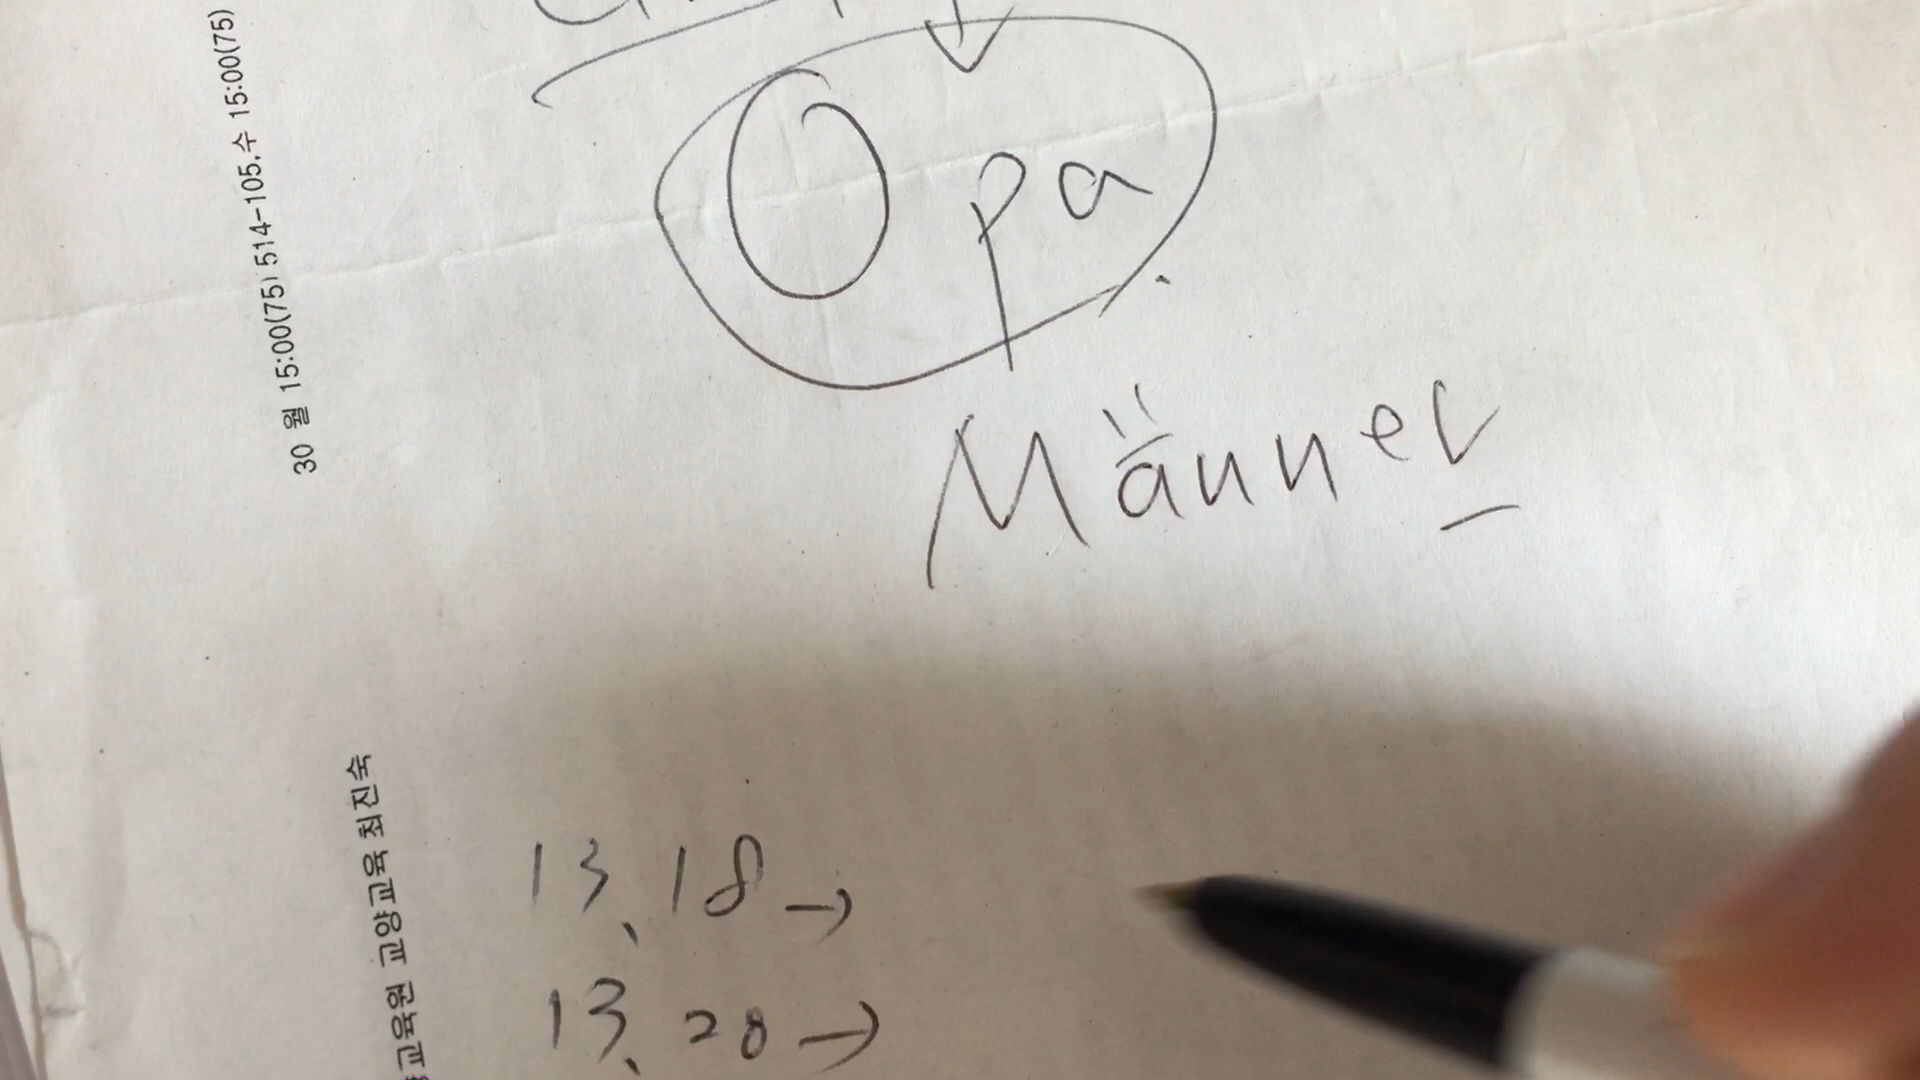 Opa
Männer
13, 18 →
13, 28 →
30 월 15:00(75) 514-105,수 15:00(75)
교육원 교양교육 최진숙